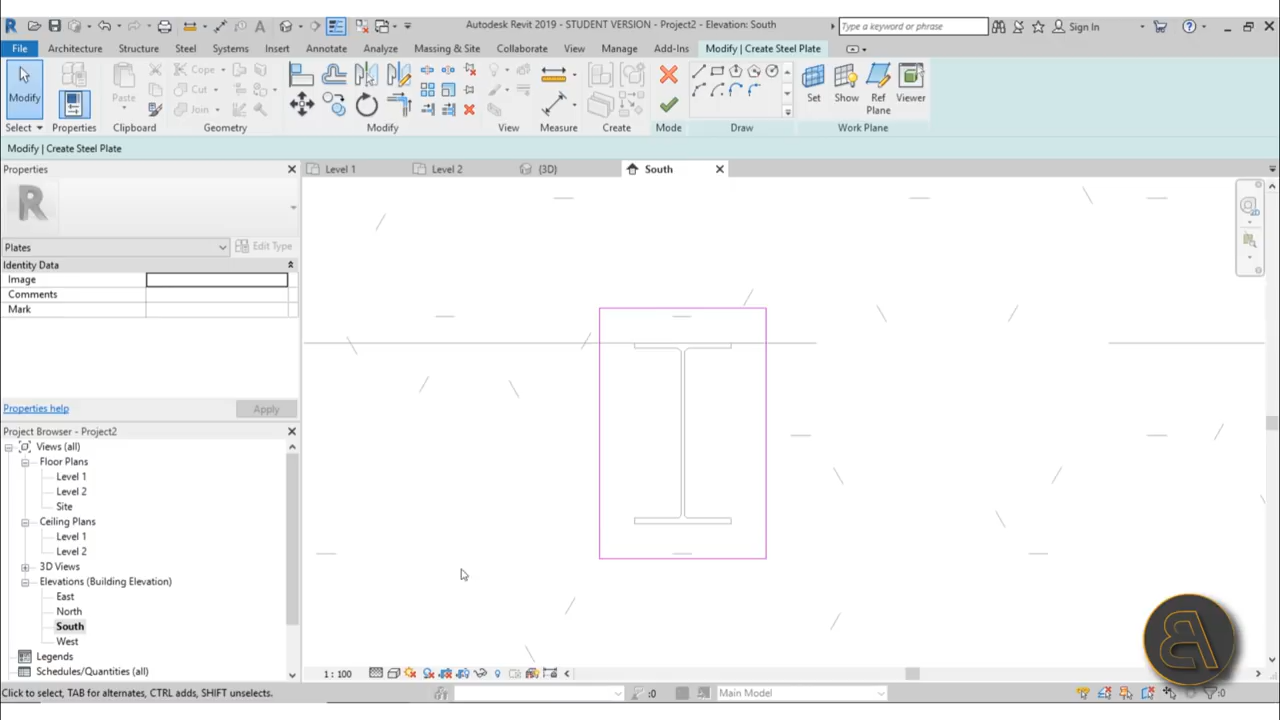 Autodesk Revit 2019 - STUDENT VERSION - Project2 - Elevation: South
Type a keyword or phrase
Sign In
File
Architecture
Structure
Steel
Systems
Insert
Annotate
Analyze
Massing & Site
Collaborate
View
Manage
Add-Ins
Modify | Create Steel Plate
Modify
Paste
Cope
Cut
Join
Set
Show
Ref
Plane
Viewer
Select
Properties
Clipboard
Geometry
Modify
View
Measure
Create
Mode
Draw
Work Plane
Modify | Create Steel Plate
Properties
Level 1
Level 2
{3D}
South
R
2D
Plates
Edit Type
Identity Data
Image
Comments
Mark
Properties help
Apply
Project Browser - Project2
Views (all)
Floor Plans
Level 1
Level 2
Site
Ceiling Plans
Level 1
Level 2
3D Views
Elevations (Building Elevation)
East
North
South
West
Legends
Schedules/Quantities (all)
1 : 100
Click to select, TAB for alternates, CTRL adds, SHIFT unselects.
:0
Main Model
:0